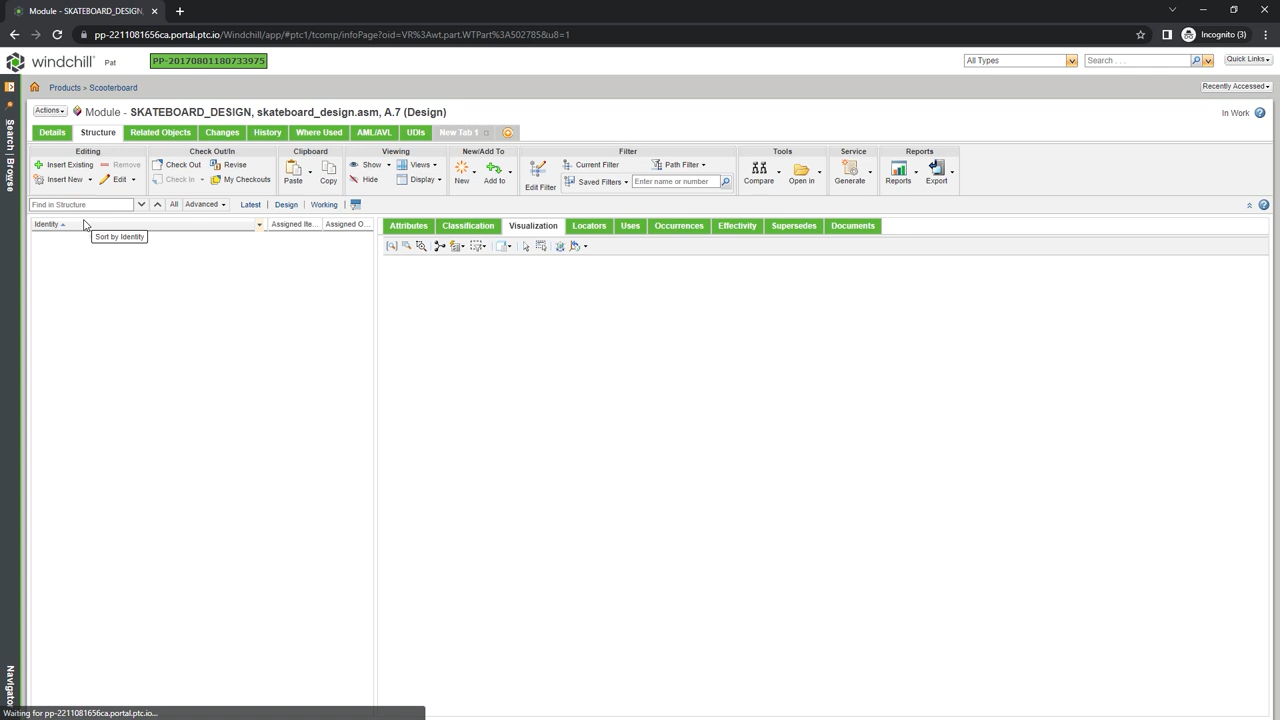 Module - SKATEBOARD_DESIGN,
Incognito (3)
pp-2211081656ca.portal.ptc.io/Windchill/app/#ptc1/tcomp/infoPage?oid=VR%3Awt.part.WTPart%3A502785&u8=1
windchill Pat PP-20170801180733975 All Types Search . . . Quick Links
Products > Scooterboard Recently Accessed
Actions Module - SKATEBOARD_DESIGN, skateboard_design.asm, A.7 (Design) In Work
Details Structure Related Objects Changes History Where Used AML/AVL UDIs New Tab 1
Editing Check Out/In Clipboard Viewing New/Add To Filter Tools Service Reports
Insert Existing Remove Check Out Revise Show Views Current Filter Path Filter
Insert New Edit Check In My Checkouts Paste Copy Hide Display New Add to Edit Filter Saved Filters Enter name or number Compare Open in Generate Reports Export
Find in Structure All Advanced Latest Design Working
Identity Assigned Ite... Assigned O... Attributes Classification Visualization Locators Uses Occurrences Effectivity Supersedes Documents
Sort by Identity
Search | Browse
Navigato
Waiting for pp-2211081656ca.portal.ptc.io...